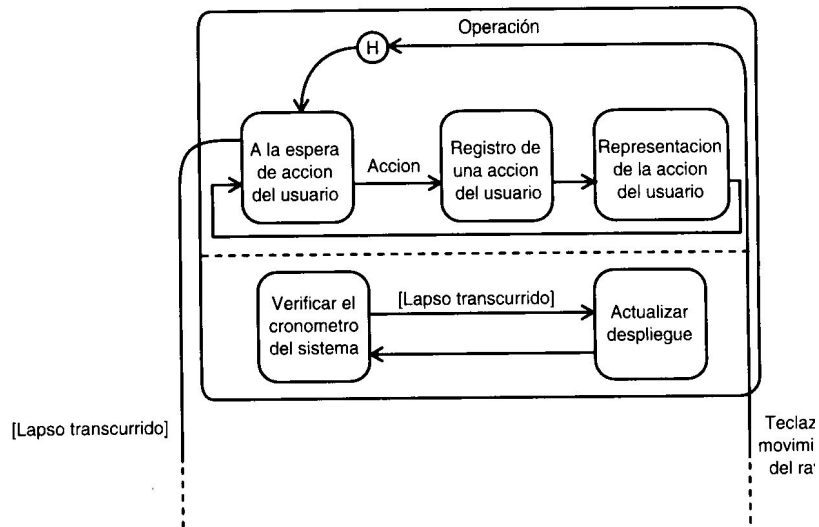 Operación
H
A la espera
de accion
del usuario
Accion
Registro de
una accion
del usuario
Representacion
de la accion
del usuario
Verificar el
cronometro
del sistema
[Lapso transcurrido]
Actualizar
despliegue
[Lapso transcurrido]